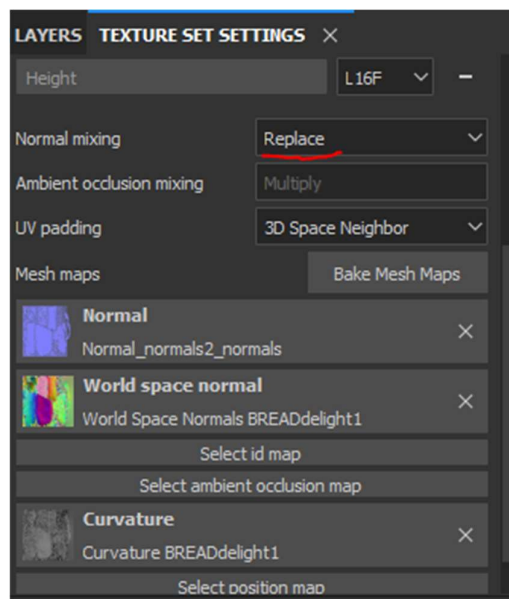 LAYERS TEXTURE SET SETTINGS ×
Height L16F −
Normal mixing Replace
Ambient occlusion mixing Multiply
UV padding 3D Space Neighbor
Mesh maps Bake Mesh Maps
Normal
Normal_normals2_normals
World space normal
World Space Normals BREADdelight1
Select id map
Select ambient occlusion map
Curvature
Curvature BREADdelight1
Select position map